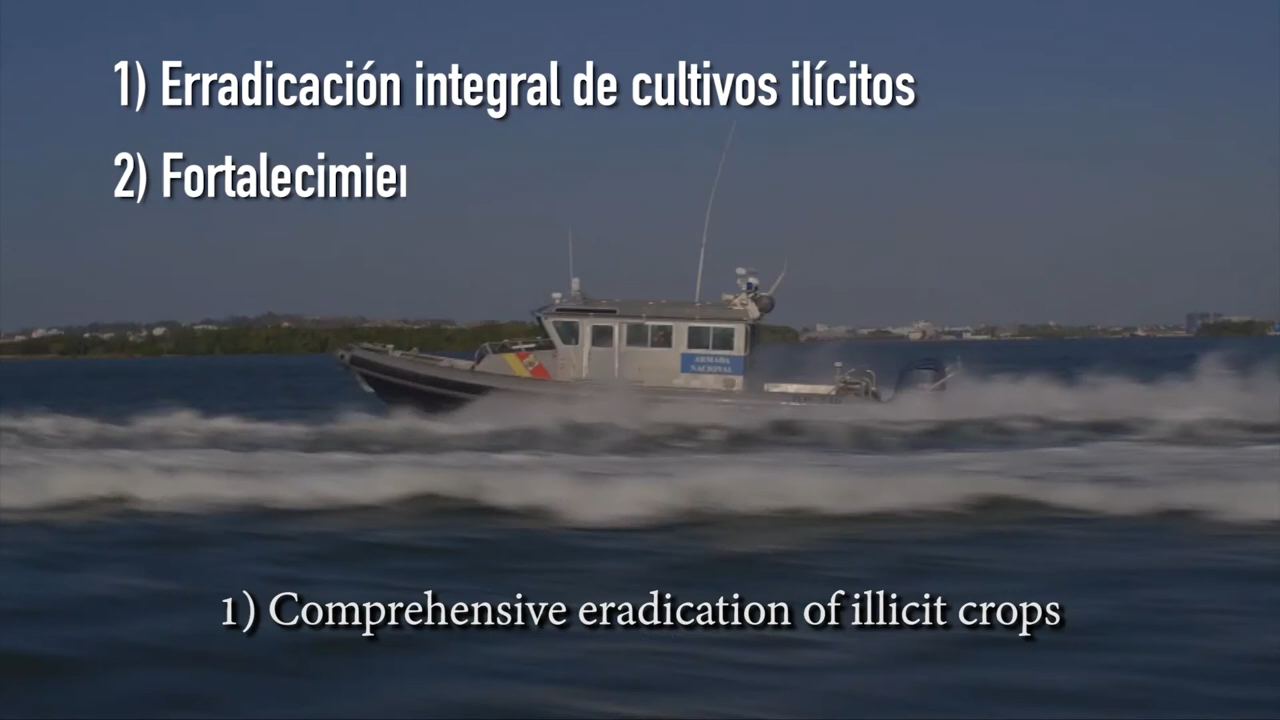 1) Erradicación integral de cultivos ilícitos
2) Fortalecimie
ARMADA
NACIONAL
1) Comprehensive eradication of illicit crops